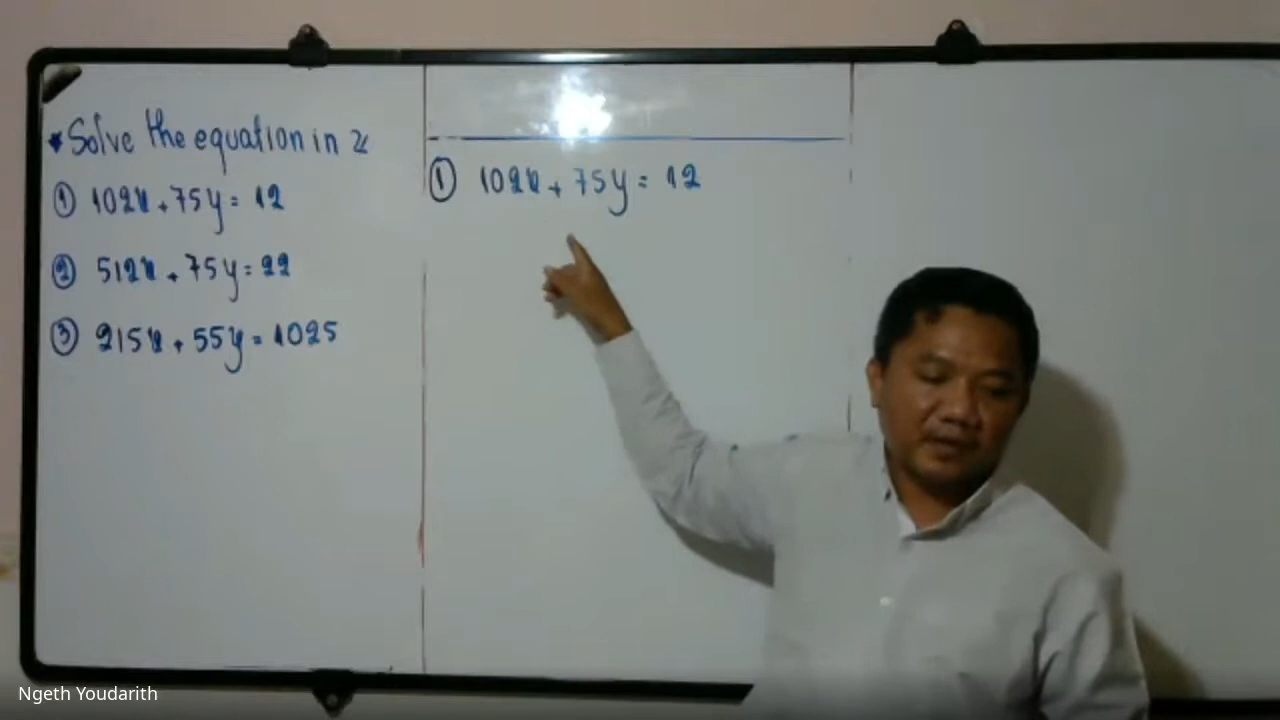 * Solve the equation in ℤ
① 102x + 75y = 12
② 512x + 75y = 22
③ 215x + 55y = 1025
① 102x + 75y = 12
Ngeth Youdarith